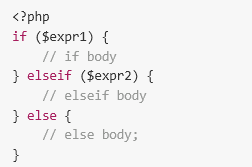 <?php
if ($expr1) {
    // if body
} elseif ($expr2) {
    // elseif body
} else {
    // else body;
}